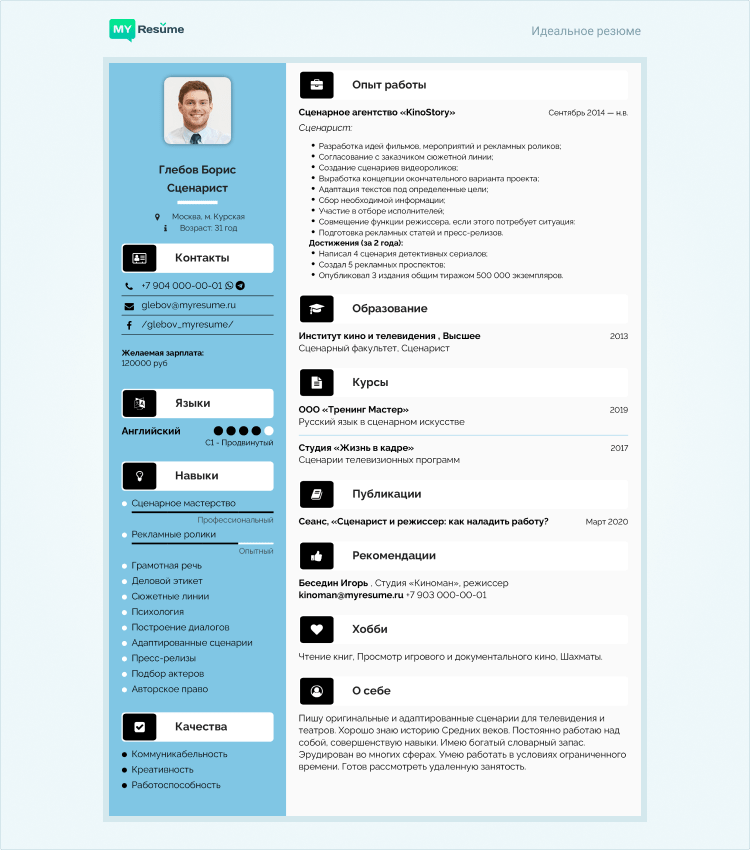 MY Resume
Идеальное резюме
Глебов Борис
Сценарист
Москва, м. Курская
Возраст: 31 год
Контакты
+7 904 000-00-01
glebov@myresume.ru
/glebov_myresume/
Желаемая зарплата:
120000 руб
Языки
Английский
C1 - Продвинутый
Навыки
Сценарное мастерство
Профессиональный
Рекламные ролики
Опытный
Грамотная речь
Деловой этикет
Сюжетные линии
Психология
Построение диалогов
Адаптированные сценарии
Пресс-релизы
Подбор актеров
Авторское право
Качества
Коммуникабельность
Креативность
Работоспособность
Опыт работы
Сценарное агентство «KinoStory» Сентябрь 2014 — н.в.
Сценарист:
Разработка идей фильмов, мероприятий и рекламных роликов;
Согласование с заказчиком сюжетной линии;
Создание сценариев видеороликов;
Выработка концепции окончательного варианта проекта;
Адаптация текстов под определенные цели;
Сбор необходимой информации;
Участие в отборе исполнителей;
Совмещение функции режиссера, если этого потребует ситуация;
Подготовка рекламных статей и пресс-релизов.
Достижения (за 2 года):
Написал 4 сценария детективных сериалов;
Создал 5 рекламных проспектов;
Опубликовал 3 издания общим тиражом 500 000 экземпляров.
Образование
Институт кино и телевидения , Высшее 2013
Сценарный факультет, Сценарист
Курсы
ООО «Тренинг Мастер» 2019
Русский язык в сценарном искусстве
Студия «Жизнь в кадре» 2017
Сценарии телевизионных программ
Публикации
Сеанс, «Сценарист и режиссер: как наладить работу? Март 2020
Рекомендации
Беседин Игорь , Студия «Киноман», режиссер
kinoman@myresume.ru +7 903 000-00-01
Хобби
Чтение книг, Просмотр игрового и документального кино. Шахматы.
О себе
Пишу оригинальные и адаптированные сценарии для телевидения и
театров. Хорошо знаю историю Средних веков. Постоянно работаю над
собой, совершенствую навыки. Имею богатый словарный запас.
Эрудирован во многих сферах. Умею работать в условиях ограниченного
времени. Готов рассмотреть удаленную занятость.